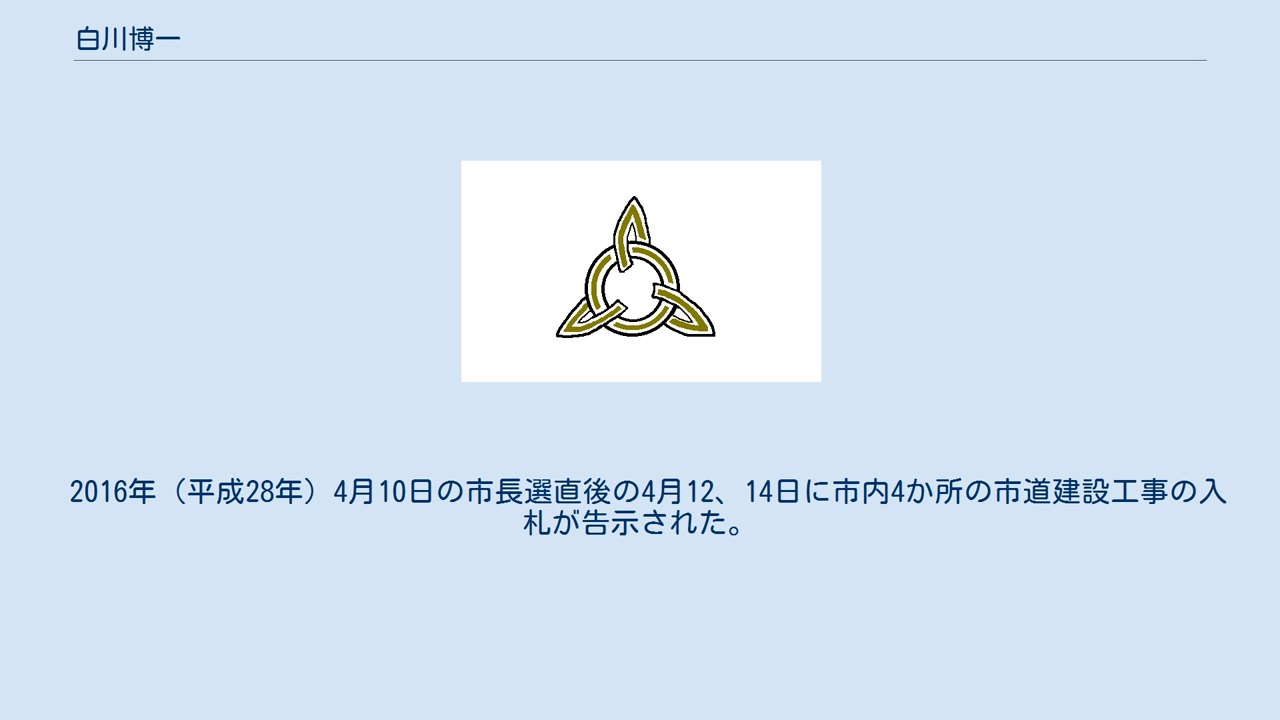 白川博一
2016年（平成28年）4月10日の市長選直後の4月12、14日に市内4か所の市道建設工事の入
札が告示された。